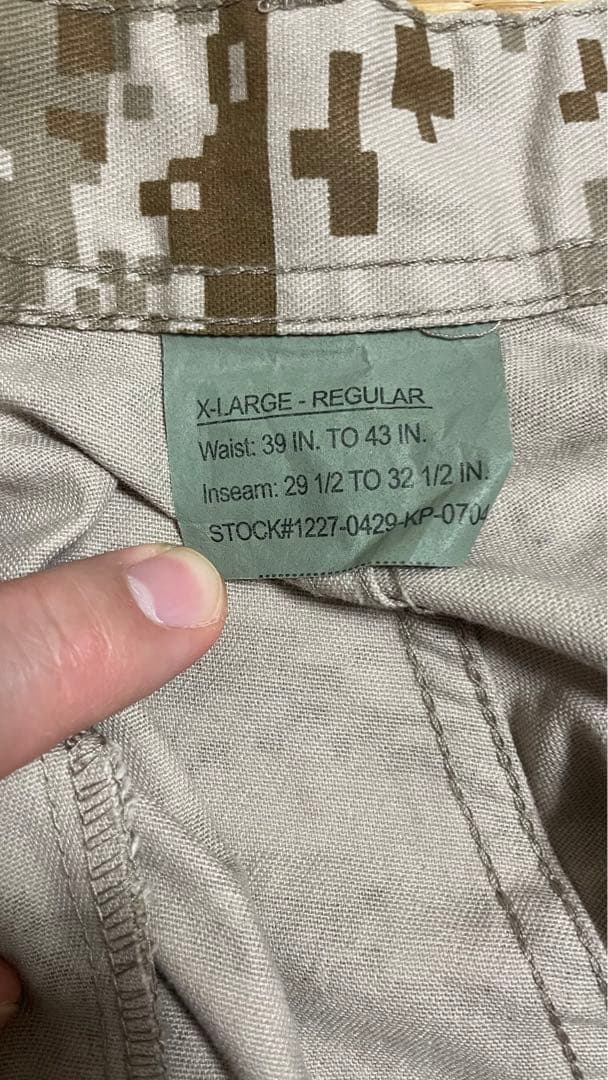 X-LARGE - REGULAR
Waist: 39 IN. TO 43 IN.
Inseam: 29 1/2 TO 32 1/2 IN.
STOCK#1227-0429-KP-0704